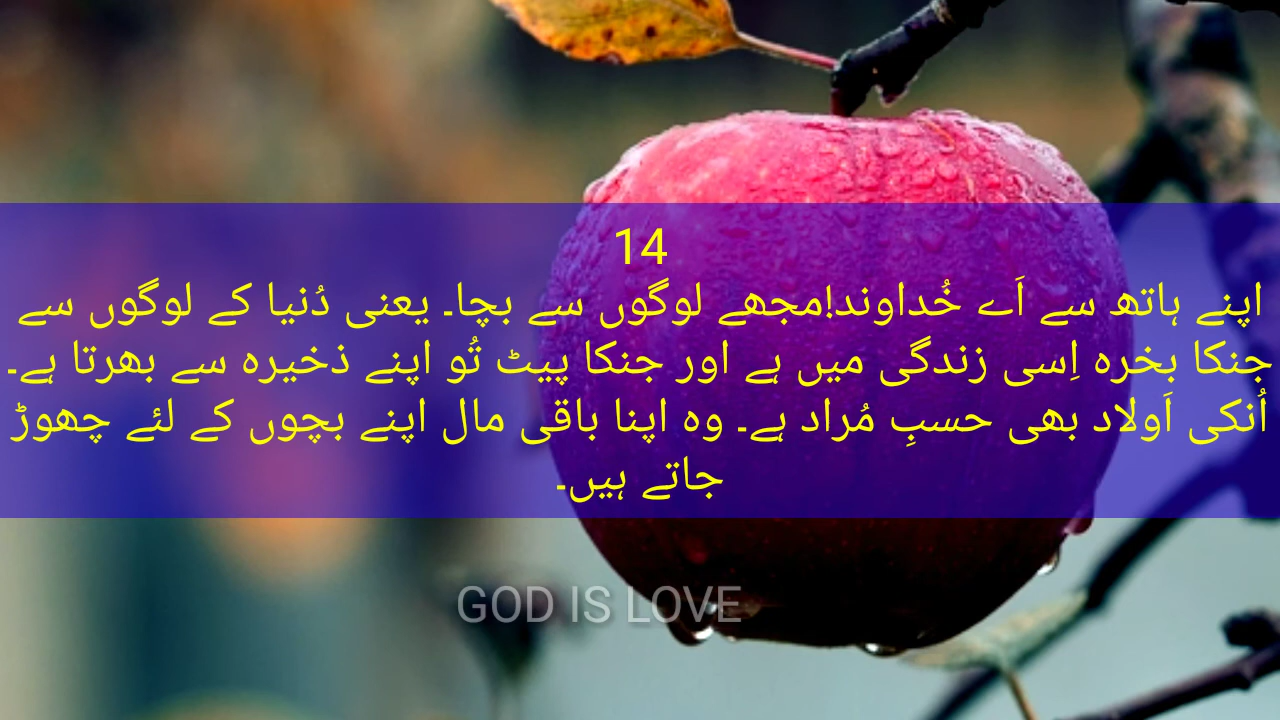 14
اپنے ہاتھ سے اَے خُداوند!مجھے لوگوں سے بچا۔ یعنی دُنیا کے لوگوں سے
جنکا بخرہ اِسی زندگی میں ہے اور جنکا پیٹ تُو اپنے ذخیرہ سے بھرتا ہے۔
اُنکی اَولاد بھی حسبِ مُراد ہے۔ وہ اپنا باقی مال اپنے بچوں کے لئے چھوڑ
جاتے ہیں۔
GOD IS LOVE